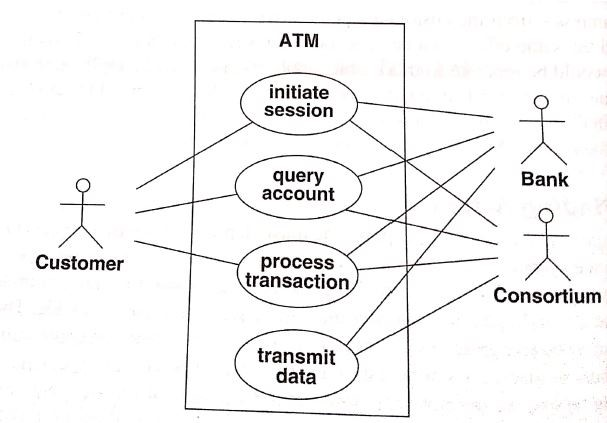 ATM
initiate
session
query
account
process
transaction
transmit
data
Customer
Bank
Consortium